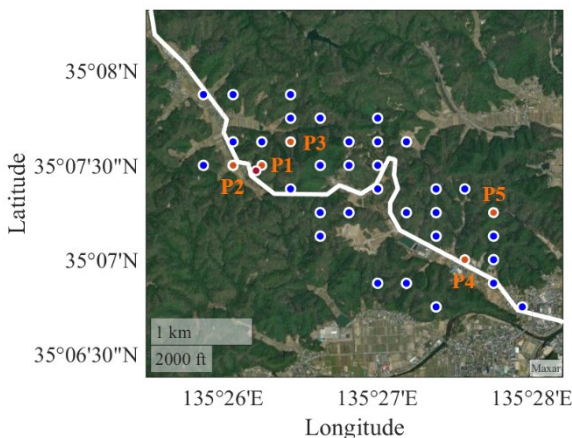 35°08'N
P3
P1
35°07'30"N
P2
P5
35°07'N
P4
1 km
2000 ft
35°06'30"N
Maxar
135°26'E 135°27'E 135°28'E
Longitude
Latitude